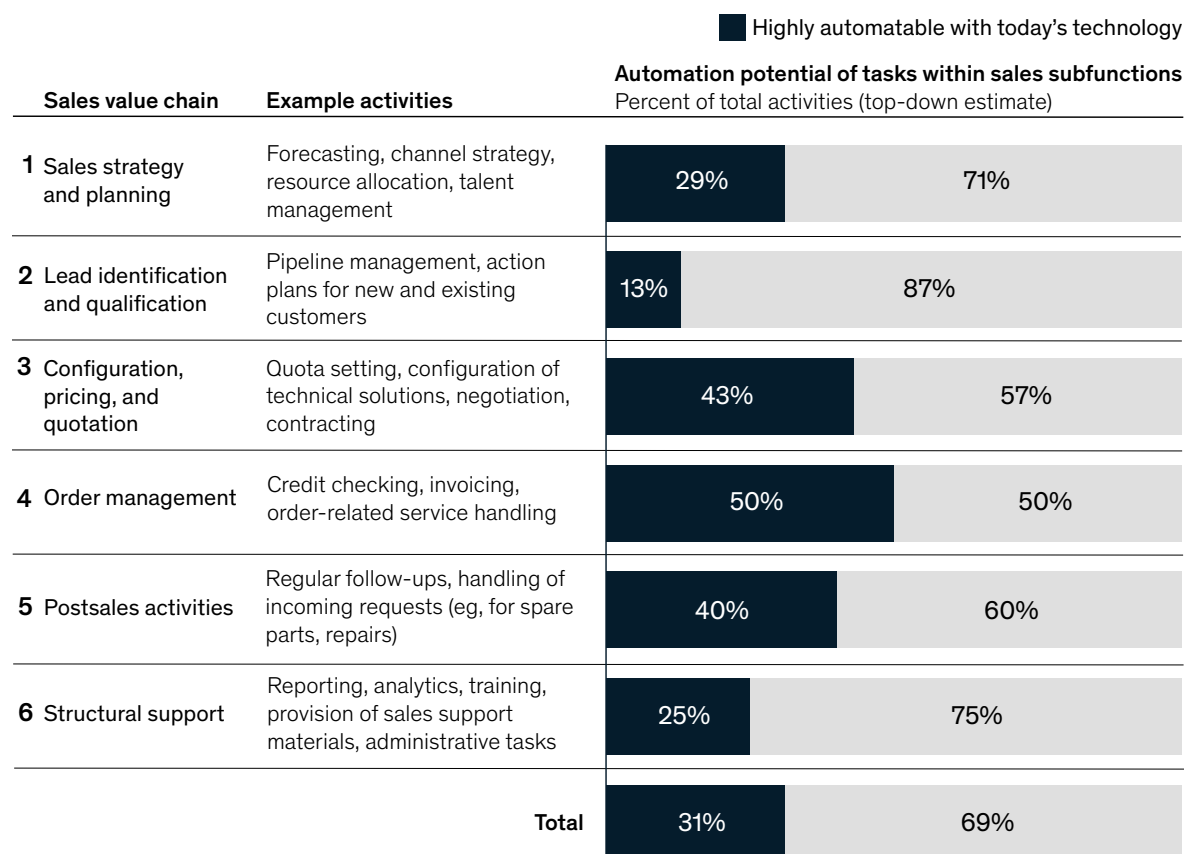 Highly automatable with today's technology
Automation potential of tasks within sales subfunctions
Sales value chain
Example activities
Percent of total activities (top-down estimate)
1 Sales strategy
and planning
Forecasting, channel strategy,
resource allocation, talent
management
29%
71%
2 Lead identification
and qualification
Pipeline management, action
plans for new and existing
customers
13%
87%
3 Configuration,
pricing, and
quotation
Quota setting, configuration of
technical solutions, negotiation,
contracting
43%
57%
4 Order management
Credit checking, invoicing,
order-related service handling
50%
50%
5 Postsales activities
Regular follow-ups, handling of
incoming requests (eg, for spare
parts, repairs)
40%
60%
6 Structural support
Reporting, analytics, training,
provision of sales support
materials, administrative tasks
25%
75%
Total
31%
69%